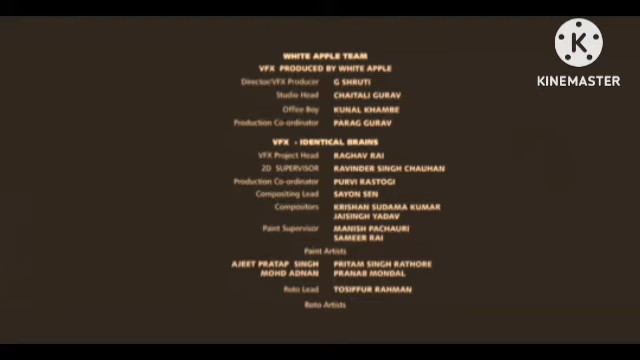 WHITE APPLE TEAM
VFX PRODUCED BY WHITE APPLE
Director/VFX Producer G SHRUTI
Studio Head CHAITALI GURAV
Office Boy KUNAL KHAMBE
Production Co-ordinator PARAG GURAV
VFX - IDENTICAL BRAINS
VFX Project Head RAGHAV RAI
2D SUPERVISOR RAVINDER SINGH CHAUHAN
Production Co-ordinator PURVI RASTOGI
Compositing Lead SAYON SEN
Compositors KRISHAN SUDAMA KUMAR
JAISINGH YADAV
Paint Supervisor MANISH PACHAURI
SAMEER RAI
Paint Artists
AJEET PRATAP SINGH PRITAM SINGH RATHORE
MOHD ADNAN PRANAB MONDAL
Roto Lead TOSIFFUR RAHMAN
Roto Artists
K
KINEMASTER